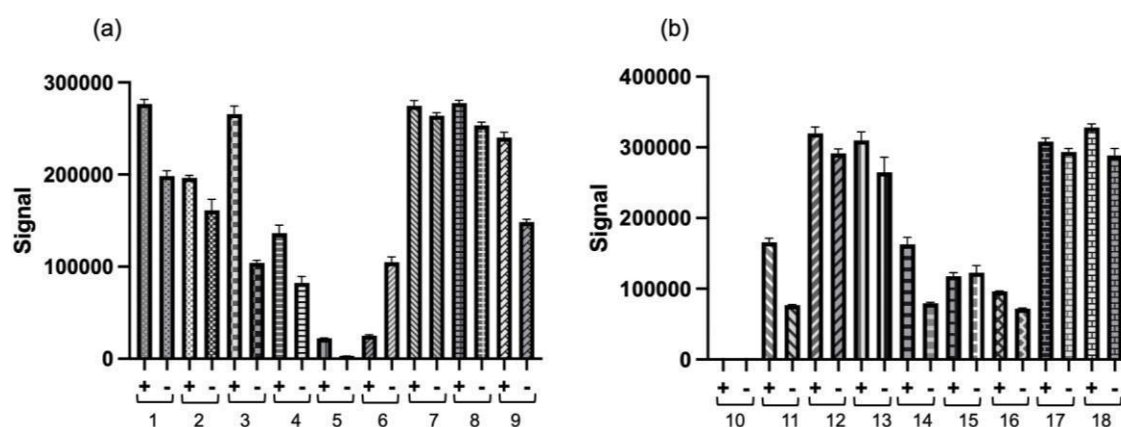 (a)
300000
200000
100000
0
Signal
+ - + - + - + - + - + - + - + - + -
1 2 3 4 5 6 7 8 9
(b)
400000
300000
200000
100000
0
Signal
+ - + - + - + - + - + - + - + - + -
10 11 12 13 14 15 16 17 18